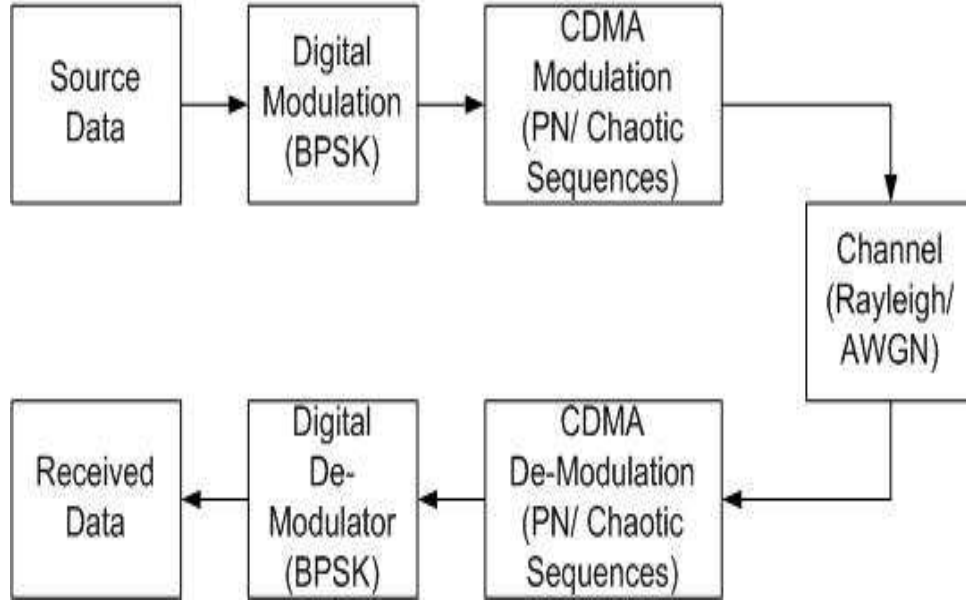 Source
Data
Digital
Modulation
(BPSK)
CDMA
Modulation
(PN/ Chaotic
Sequences)
Channel
(Rayleigh/
AWGN)
CDMA
De-Modulation
(PN/ Chaotic
Sequences)
Digital
De-
Modulator
(BPSK)
Received
Data